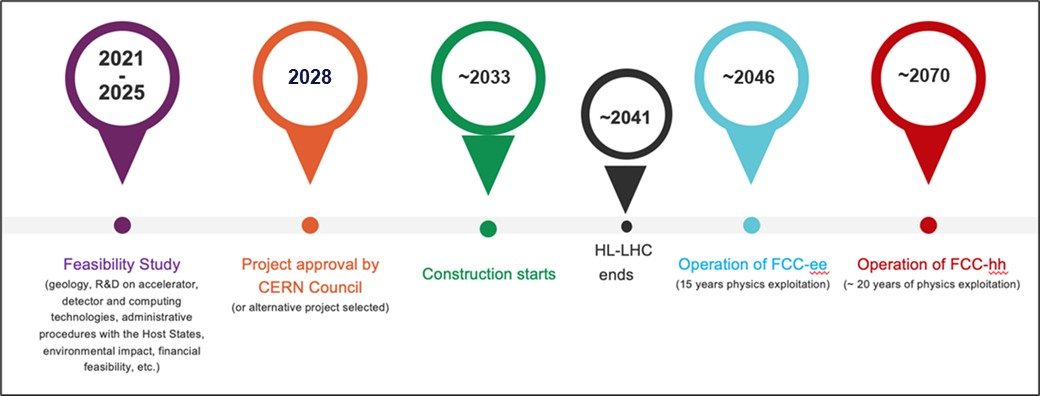 2021
-
2025
2028
~2033
~2041
~2046
~2070
Feasibility Study
(geology, R&D on accelerator,
detector and computing
technologies, administrative
procedures with the Host States,
environmental impact, financial
feasibility, etc.)
Project approval by
CERN Council
(or alternative project selected)
Construction starts
HL-LHC
ends
Operation of FCC-ee
(15 years physics exploitation)
Operation of FCC-hh
(~ 20 years of physics exploitation)